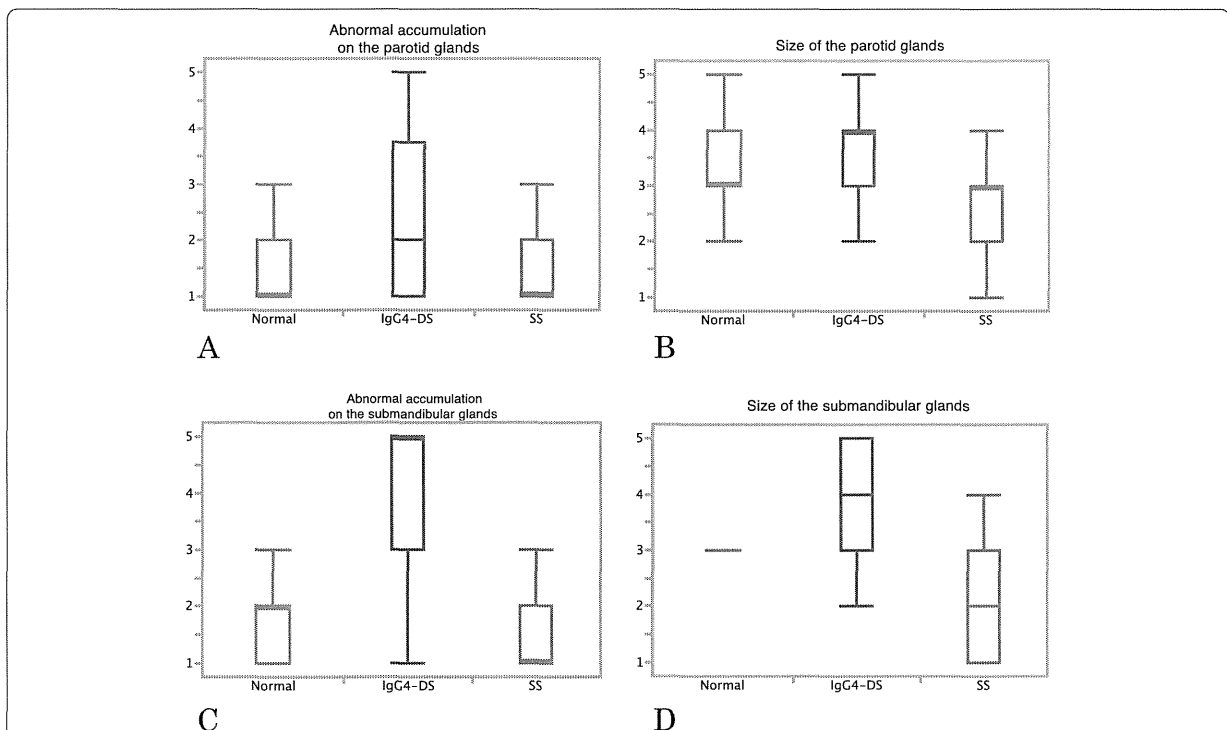 Abnormal accumulation
on the parotid glands
5
4
3
2
1
Normal
IgG4-DS
SS
A
Size of the parotid glands
5
4
3
2
1
Normal
IgG4-DS
SS
B
Abnormal accumulation
on the submandibular glands
5
4
3
2
1
Normal
IgG4-DS
SS
C
Size of the submandibular glands
5
4
3
2
1
Normal
IgG4-DS
SS
D